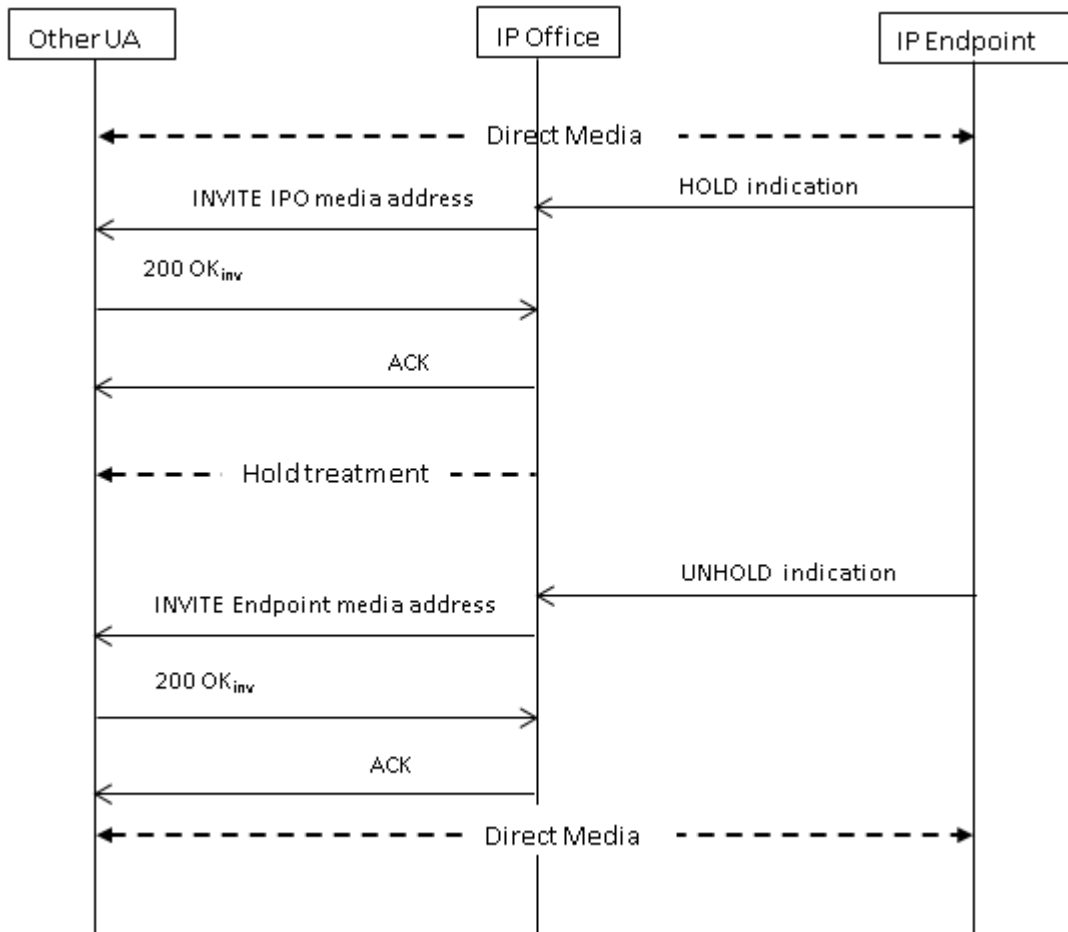 Other UA
IP Office
IP Endpoint
Direct Media
HOLD indication
INVITE IPO media address
200 OKinv
ACK
Hold treatment
UNHOLD indication
INVITE Endpoint media address
200 OKinv
ACK
Direct Media